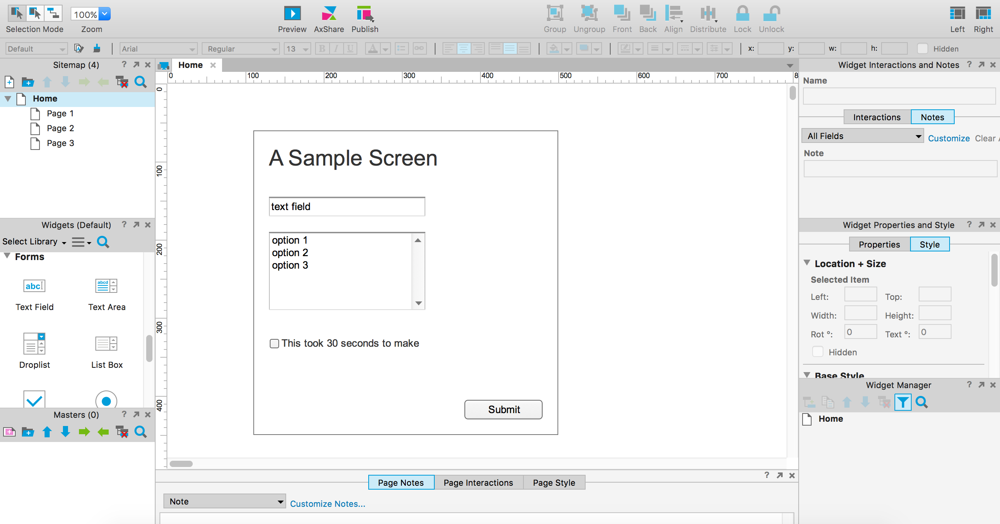 100%
Selection Mode
Zoom
Preview
AxShare
Publish
Group
Ungroup
Front
Back
Align
Distribute
Lock
Unlock
Left
Right
Default
Arial
Regular
13
B I U
A
x:
y:
w:
h:
Hidden
Sitemap (4)
?
Home
Page 1
Page 2
Page 3
Widgets (Default)
?
Select Library
Forms
abc
Text Field
abcd
Text Area
Droplist
List Box
Masters (0)
?
Home
0 100 200 300 400 500 600 700 8
0
100
200
300
400
A Sample Screen
text field
option 1
option 2
option 3
This took 30 seconds to make
Submit
?
Page Notes
Page Interactions
Page Style
Note
Customize Notes...
Widget Interactions and Notes
?
Name
Interactions
Notes
All Fields
Customize
Clear
Note
Widget Properties and Style
?
Properties
Style
Location + Size
Selected Item
Left:
Top:
Width:
Height:
Rot °:
0
Text °:
0
Hidden
Base Style
Widget Manager
?
Home